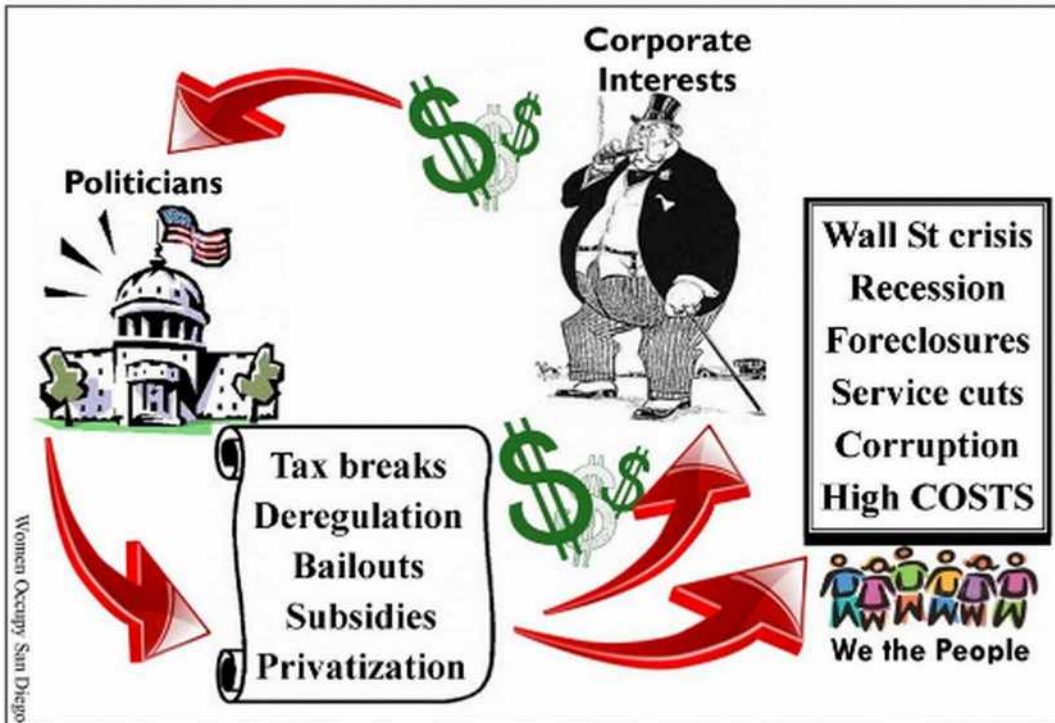 Corporate
Interests
$ $ $
Politicians
Wall St crisis
Recession
Foreclosures
Service cuts
Corruption
High COSTS
Tax breaks
Deregulation
Bailouts
Subsidies
Privatization
$ $ $
We the People
Women Occupy San Diego